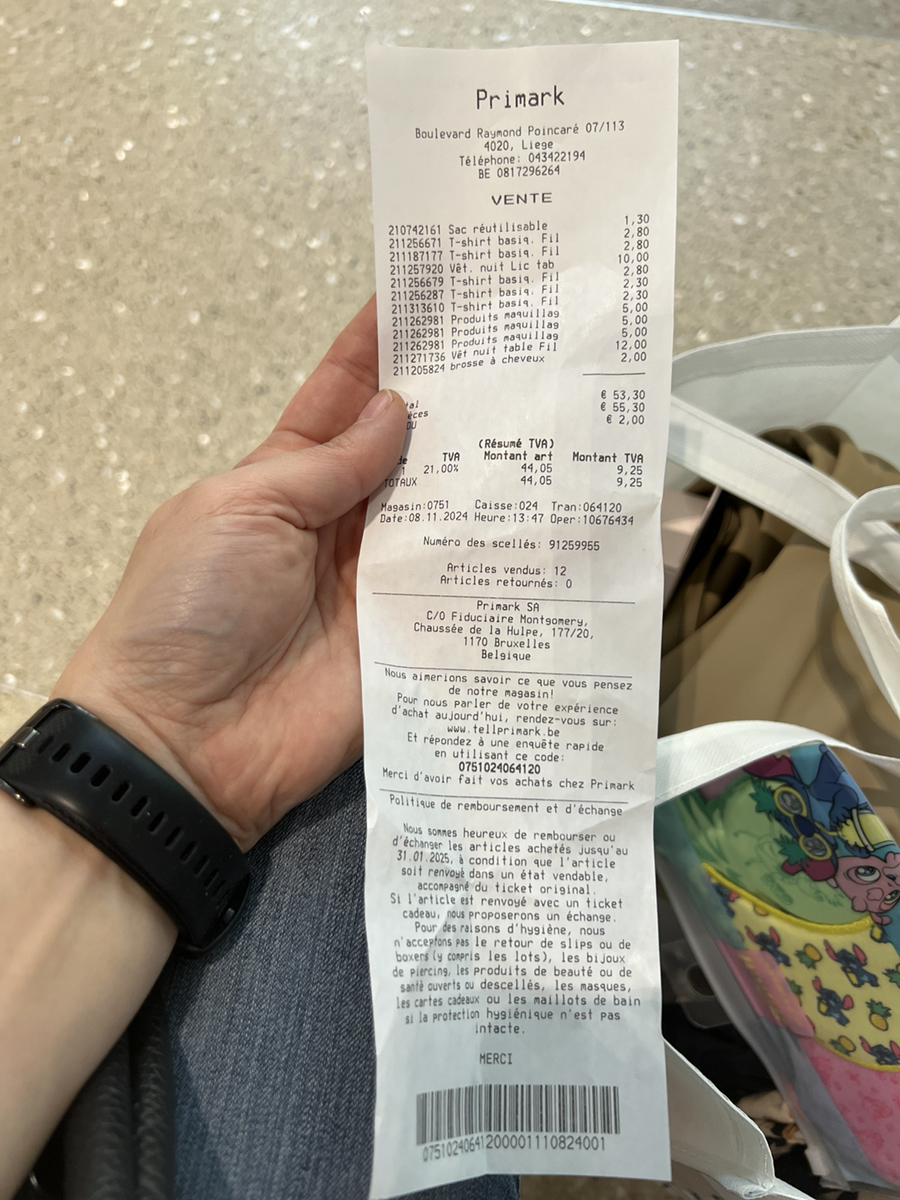 Primark
Boulevard Raymond Poincaré 07/113
4020, Liege
Téléphone: 043422194
BE 0817296264
VENTE
210742161 Sac réutilisable 1,30
211256671 T-shirt basiq. Fil 2,80
211187177 T-shirt basiq. Fil 2,80
211257920 Vêt. nuit Lic tab 10,00
211256679 T-shirt basiq. Fil 2,80
211256287 T-shirt basiq. Fil 2,30
211313610 T-shirt basiq. Fil 2,30
211262981 Produits maquillag 5,00
211262981 Produits maquillag 5,00
211262981 Produits maquillag 5,00
211271736 Vêt nuit table Fil 12,00
211205824 brosse à cheveux 2,00
tal € 53,30
èces € 55,30
DU € 2,00
(Résumé TVA)
de TVA Montant art Montant TVA
1 21,00% 44,05 9,25
TOTAUX 44,05 9,25
Magasin:0751 Caisse:024 Tran:064120
Date:08.11.2024 Heure:13:47 Oper:10676434
Numéro des scellés: 91259955
Articles vendus: 12
Articles retournés: 0
Primark SA
C/O Fiduciaire Montgomery,
Chaussée de la Hulpe, 177/20,
1170 Bruxelles
Belgique
Nous aimerions savoir ce que vous pensez
de notre magasin!
Pour nous parler de votre expérience
d'achat aujourd'hui, rendez-vous sur:
www.tellprimark.be
Et répondez à une enquête rapide
en utilisant ce code:
0751024064120
Merci d'avoir fait vos achats chez Primark
Politique de remboursement et d'échange
Nous sommes heureux de rembourser ou
d'échanger les articles achetés jusqu'au
31.01.2025, à condition que l'article
soit renvoyé dans un état vendable,
accompagné du ticket original.
Si l'article est renvoyé avec un ticket
cadeau, nous proposerons un échange.
Pour des raisons d'hygiène, nous
n'acceptons pas le retour de slips ou de
boxers (y compris les lots), les bijoux
de piercing, les produits de beauté ou de
santé ouverts ou descellés, les masques,
les cartes cadeaux ou les maillots de bain
si la protection hygiénique n'est pas
intacte.
MERCI
075102406412000011110824001